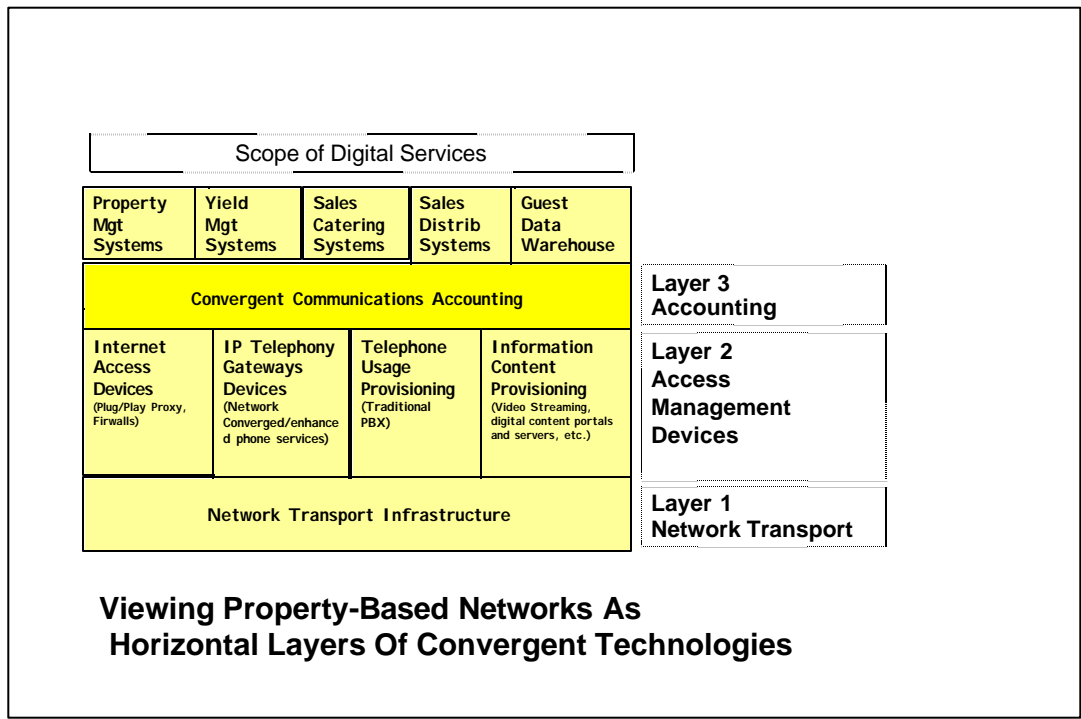 Scope of Digital Services
Property
Mgt
Systems
Yield
Mgt
Systems
Sales
Catering
Systems
Sales
Distrib
Systems
Guest
Data
Warehouse
Convergent Communications Accounting
Layer 3
Accounting
Internet
Access
Devices
(Plug/Play Proxy,
Firwalls)
IP Telephony
Gateways
Devices
(Network
Converged/enhance
d phone services)
Telephone
Usage
Provisioning
(Traditional
PBX)
Information
Content
Provisioning
(Video Streaming,
digital content portals
and servers, etc.)
Layer 2
Access
Management
Devices
Network Transport Infrastructure
Layer 1
Network Transport
Viewing Property-Based Networks As
Horizontal Layers Of Convergent Technologies